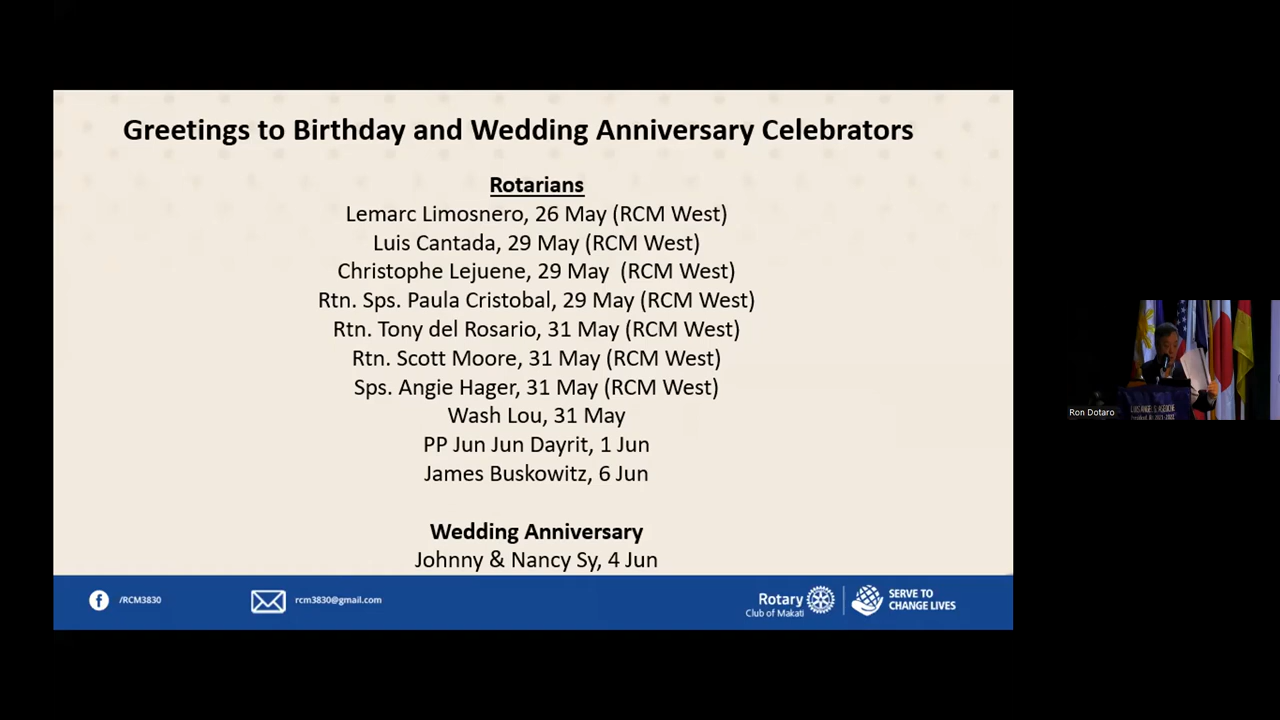 Greetings to Birthday and Wedding Anniversary Celebrators
Rotarians
Lemarc Limosnero, 26 May (RCM West)
Luis Cantada, 29 May (RCM West)
Christophe Lejuene, 29 May (RCM West)
Rtn. Sps. Paula Cristobal, 29 May (RCM West)
Rtn. Tony del Rosario, 31 May (RCM West)
Rtn. Scott Moore, 31 May (RCM West)
Sps. Angie Hager, 31 May (RCM West)
Wash Lou, 31 May
PP Jun Jun Dayrit, 1 Jun
James Buskowitz, 6 Jun
Wedding Anniversary
Johnny & Nancy Sy, 4 Jun
/RCM3830
rcm3830@gmail.com
Rotary
Club of Makati
SERVE TO
CHANGE LIVES
Ron Dotaro